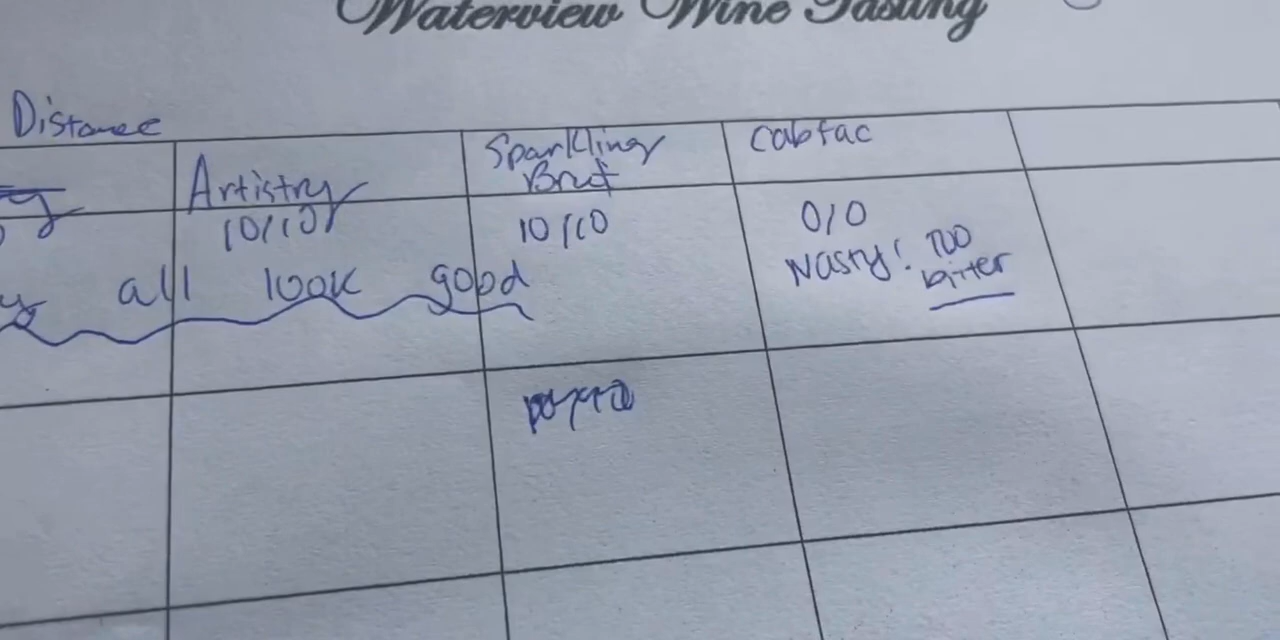 Waterview Wine Tasting
Distance
Artistry
10/10
Sparkling
Brut
10/10
Cabfac
0/0
Nasty! Too
bitter
all look good